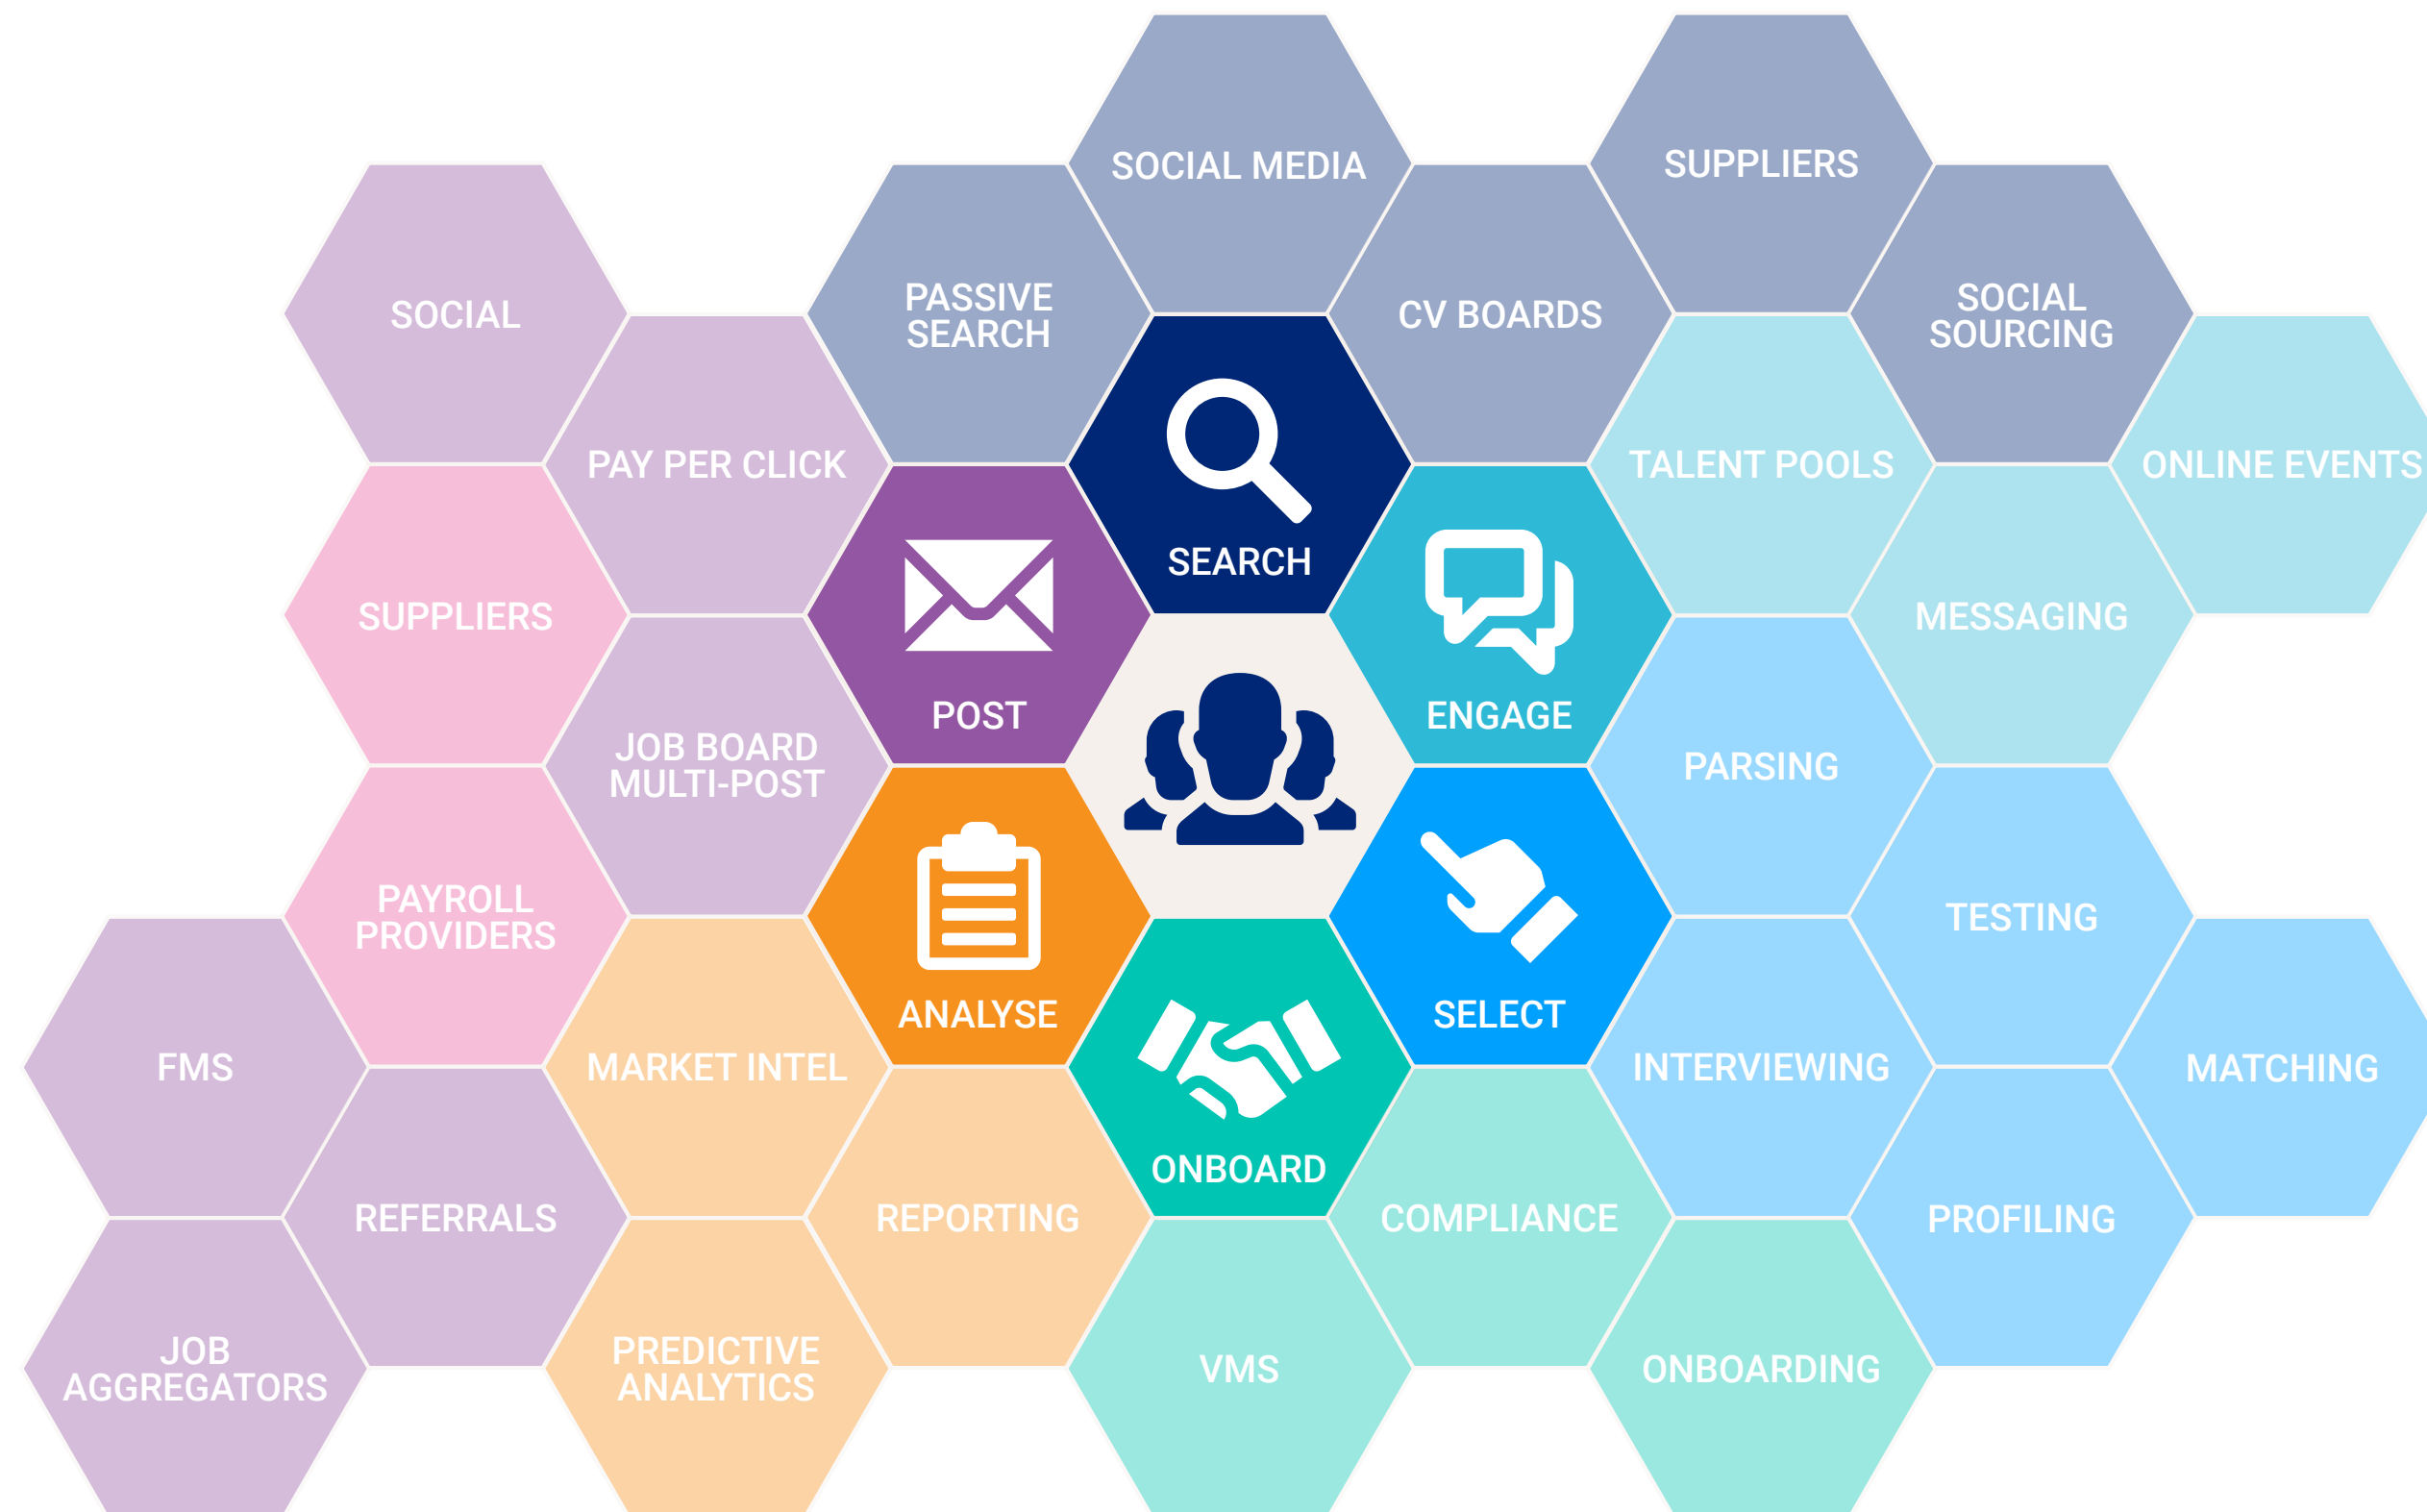 SOCIAL MEDIA
SUPPLIERS
SOCIAL
PASSIVE
SEARCH
CV BOARDS
SOCIAL
SOURCING
PAY PER CLICK
SEARCH
TALENT POOLS
ONLINE EVENTS
SUPPLIERS
POST
ENGAGE
MESSAGING
JOB BOARD
MULTI-POST
PARSING
PAYROLL
PROVIDERS
ANALYSE
SELECT
TESTING
FMS
MARKET INTEL
ONBOARD
INTERVIEWING
MATCHING
REFERRALS
REPORTING
COMPLIANCE
PROFILING
JOB
AGGREGATORS
PREDICTIVE
ANALYTICS
VMS
ONBOARDING